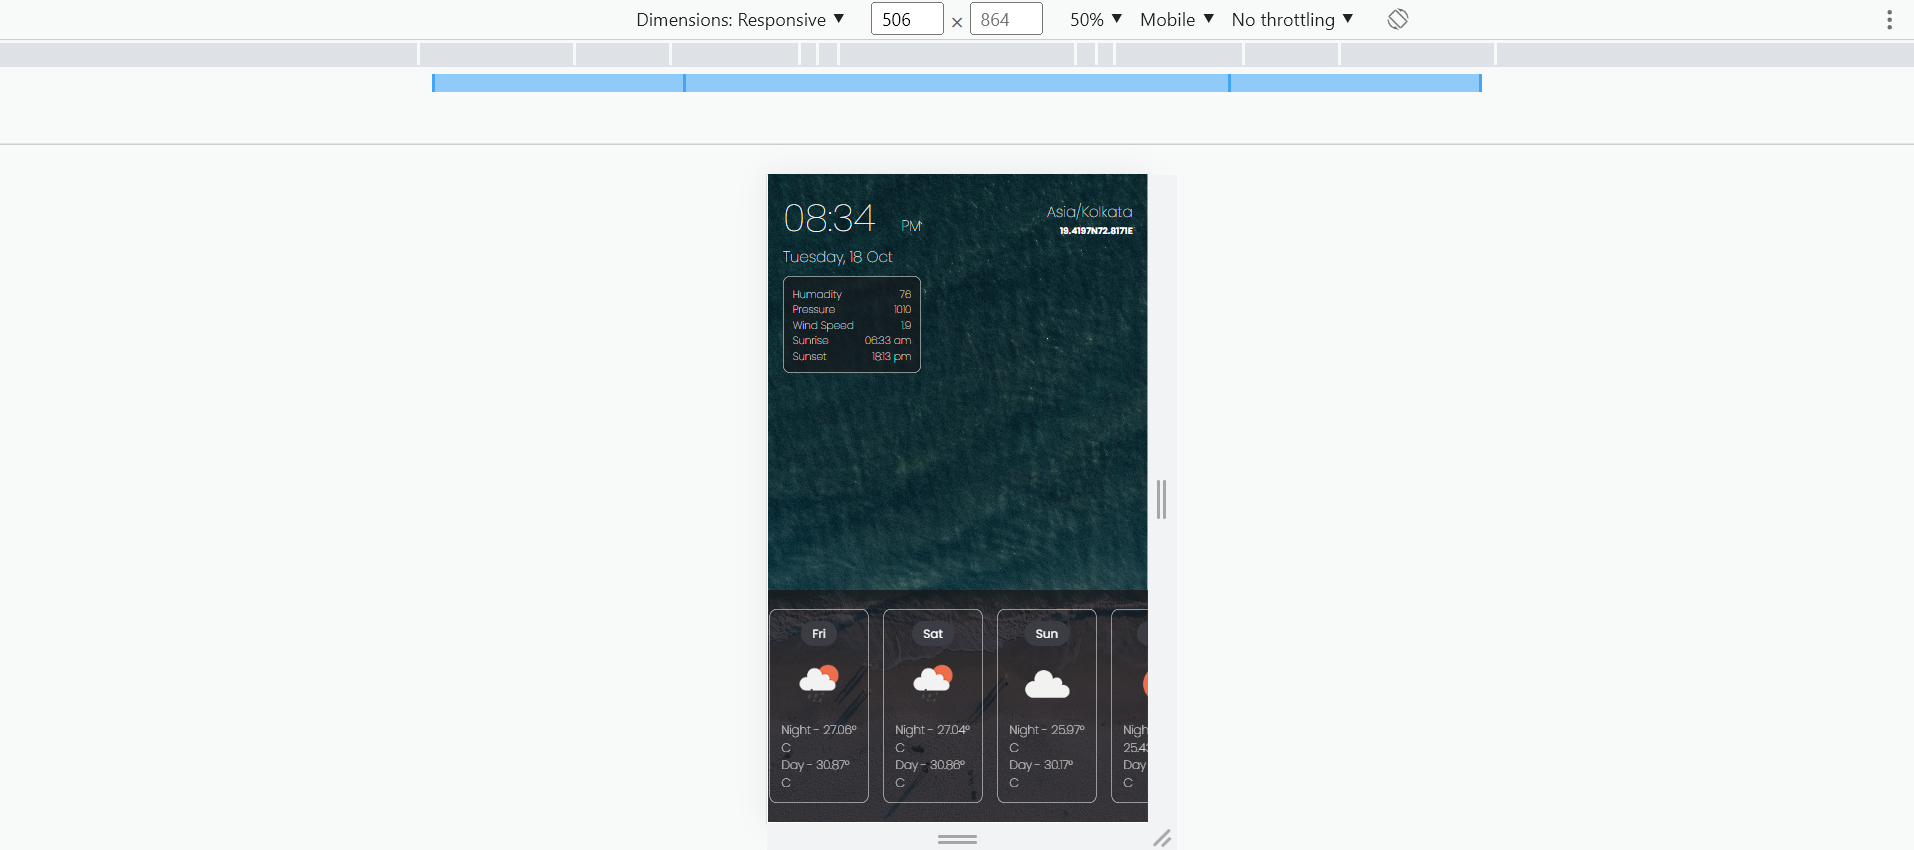 Dimensions: Responsive ▼ 506 × 864 50% ▼ Mobile ▼ No throttling ▼
08:34 PM
Asia/Kolkata
19.4197N72.8171E
Tuesday, 18 Oct
Humadity 76
Pressure 1010
Wind Speed 1.9
Sunrise 06:33 am
Sunset 18:13 pm
Fri
Night - 27.06°
C
Day - 30.87°
C
Sat
Night - 27.04°
C
Day - 30.86°
C
Sun
Night - 25.97°
C
Day - 30.17°
C
Nigh
25.4
Day
C